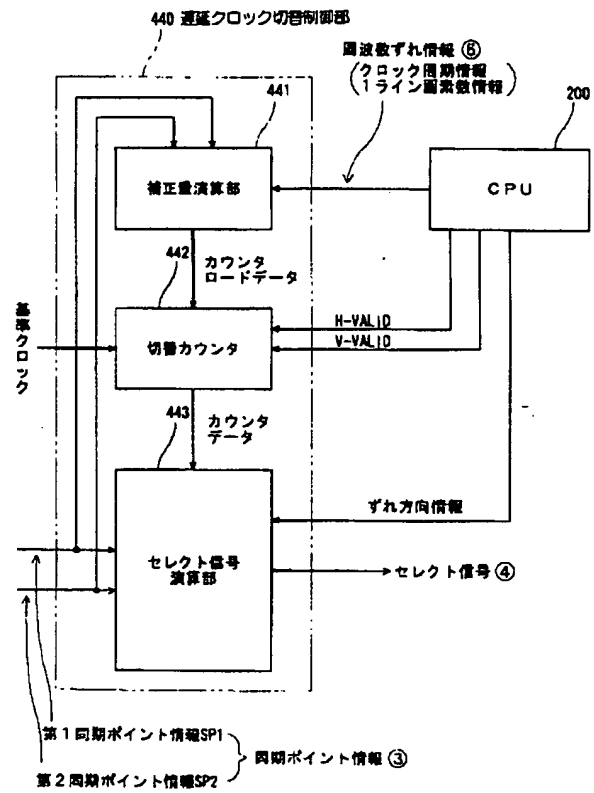 440 遅延クロック切替制御部
周波数ずれ情報⑥
(クロック同期情報
1ライン画素数情報)
441
200
補正量演算部
CPU
442
カウンタ
ロードデータ
基準クロック
切替カウンタ
H-VALID
V-VALID
443
カウンタ
データ
ずれ方向情報
セレクト信号
演算部
セレクト信号④
第1同期ポイント情報SP1
第2同期ポイント情報SP2
同期ポイント情報③